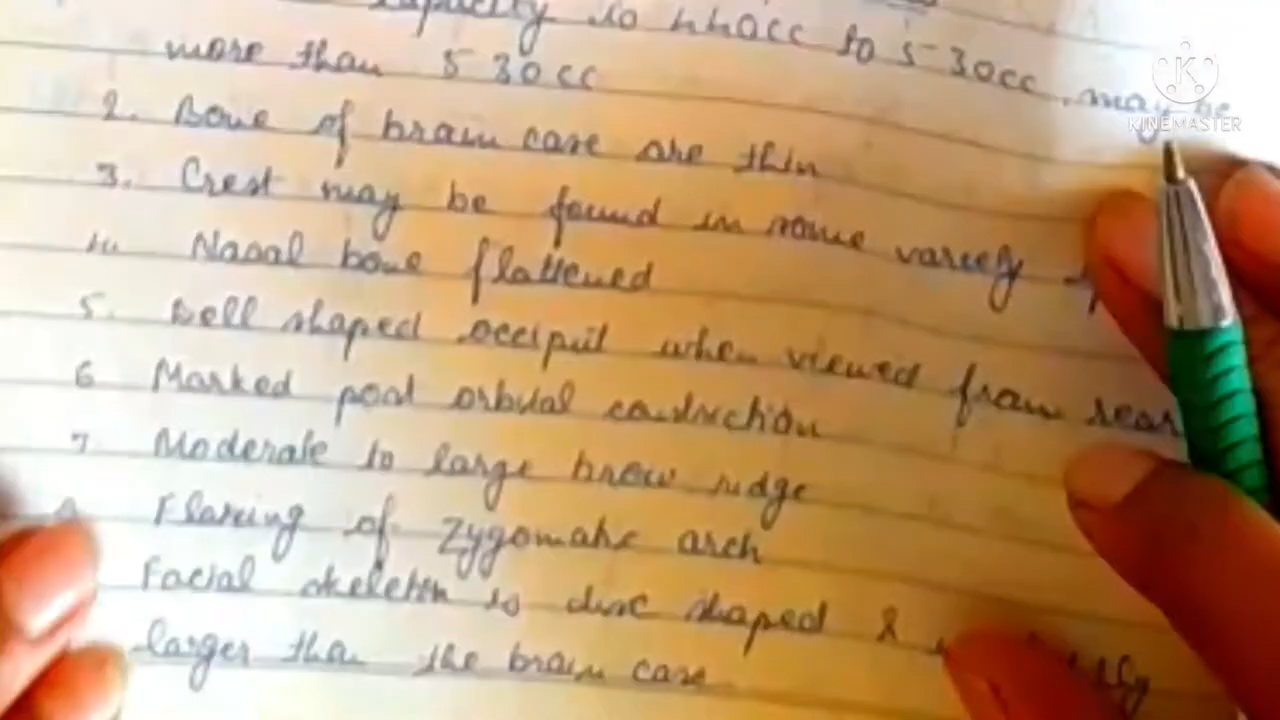 capacity is 440cc to 530cc, may be
more than 530cc
2. Bone of brain case are thin
3. Crest may be found in some variety
4. Nasal bone flattened
5. Bell shaped occiput when viewed from rear
6 Marked post orbital constriction
7. Moderate to large brow ridge
Flaring of Zygomatic arch
Facial skeleton is disc shaped &
larger than the brain case
KINEMASTER